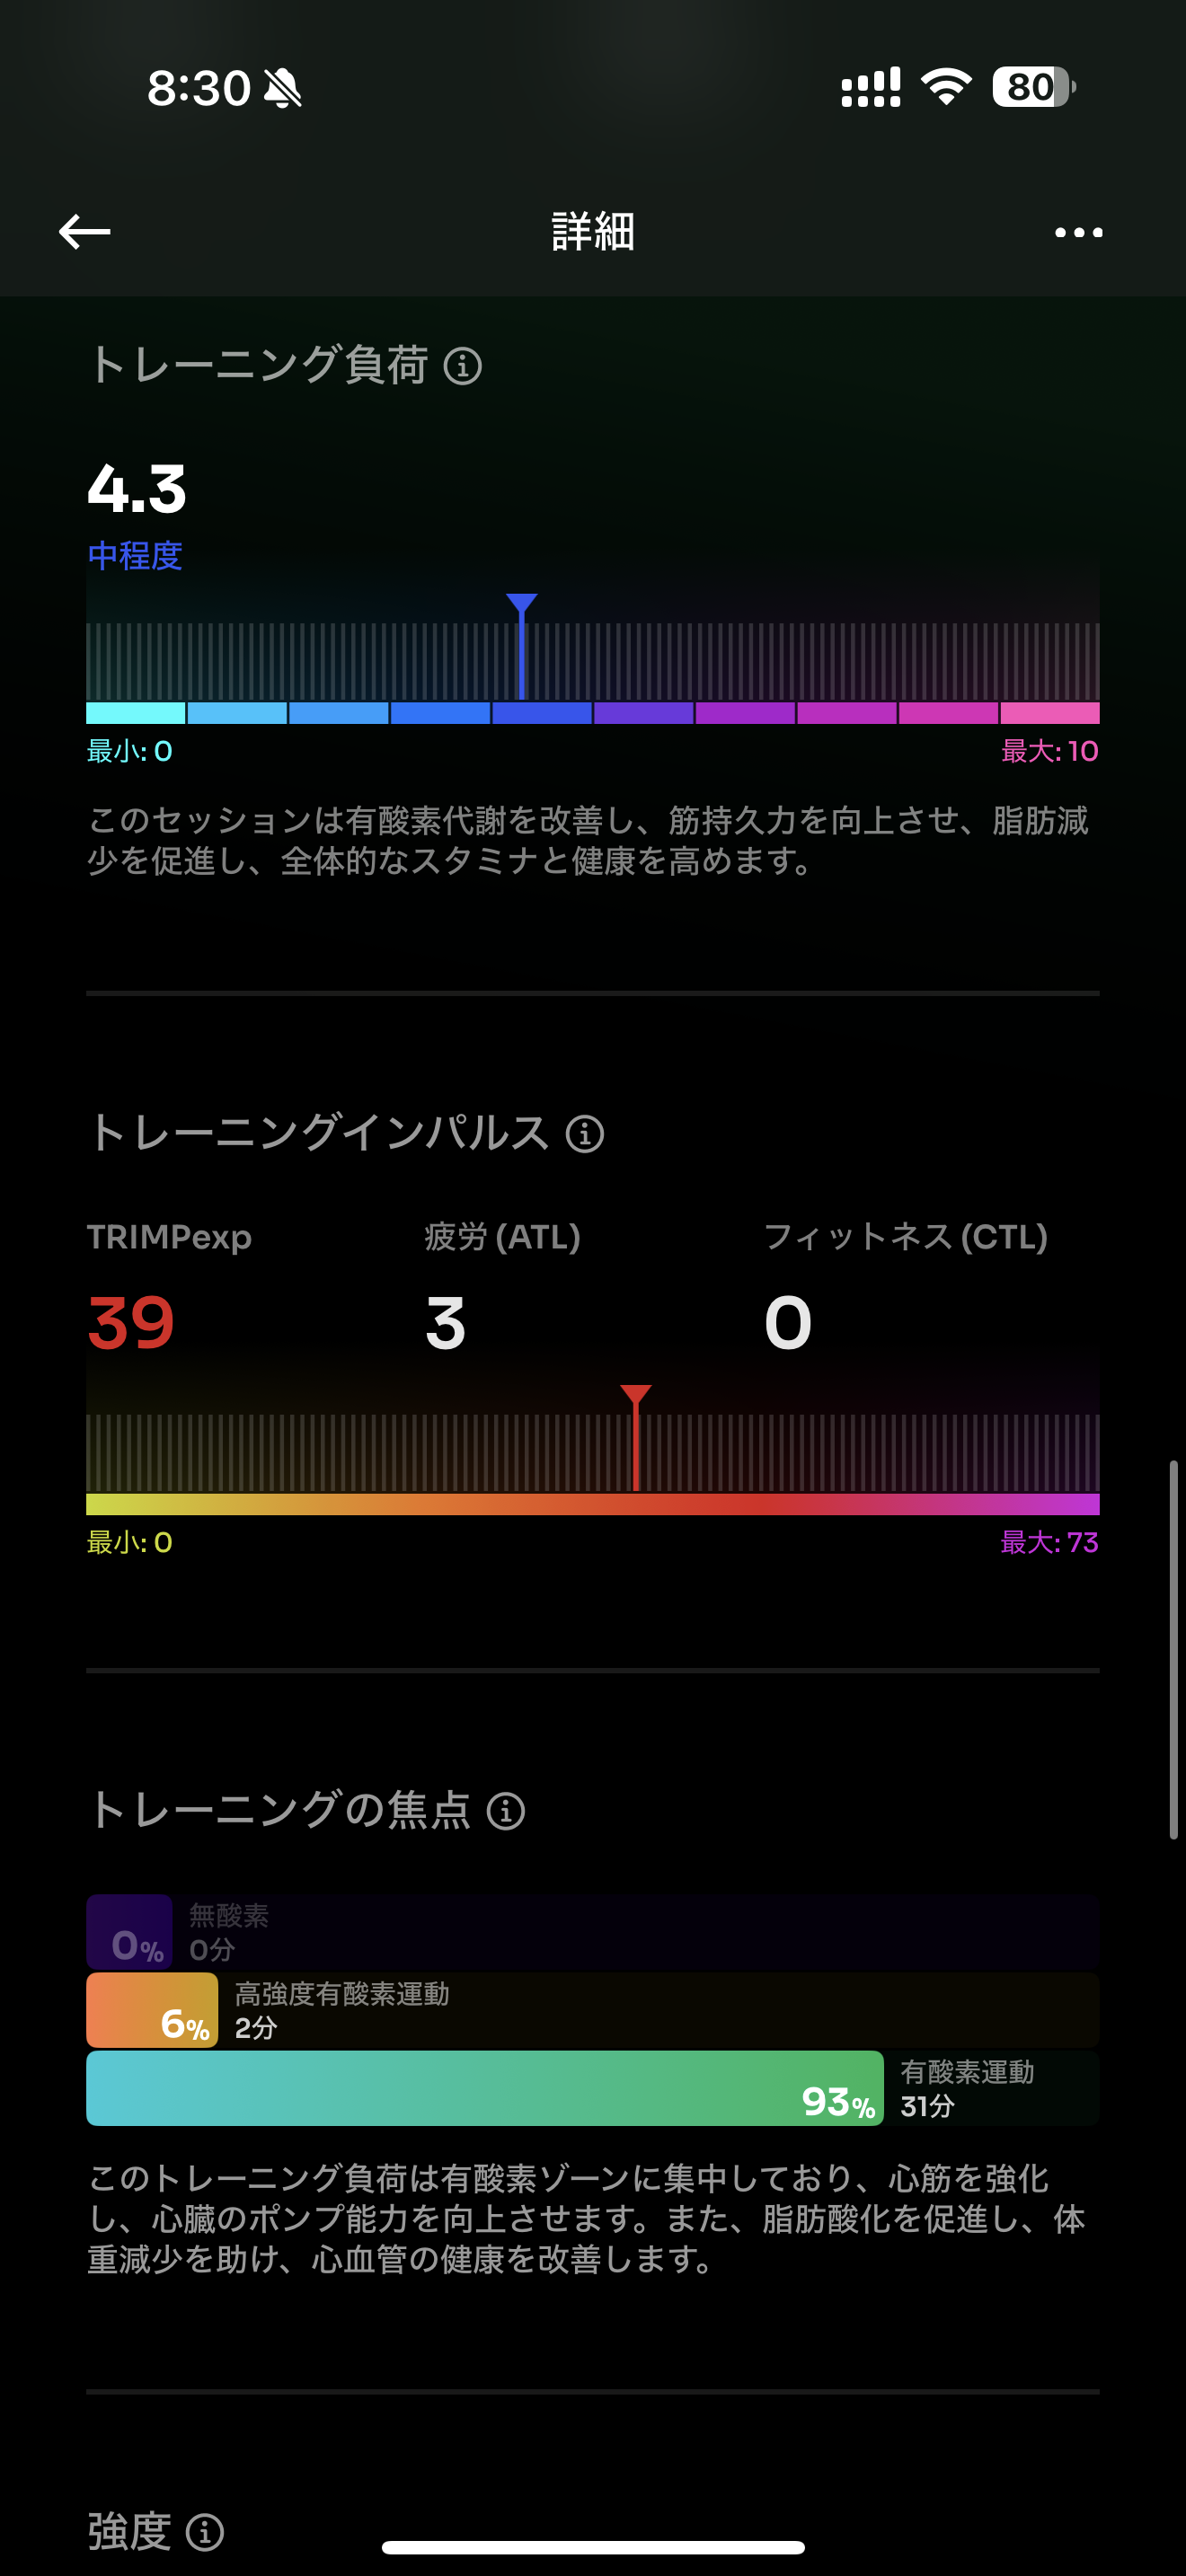 8:30
80
詳細
トレーニング負荷
4.3
中程度
最小: 0
最大: 10
このセッションは有酸素代謝を改善し、筋持久力を向上させ、脂肪減
少を促進し、全体的なスタミナと健康を高めます。
トレーニングインパルス
TRIMPexp
疲労 (ATL)
フィットネス (CTL)
39
3
0
最小: 0
最大: 73
トレーニングの焦点
0%
無酸素
0分
6%
高強度有酸素運動
2分
93%
有酸素運動
31分
このトレーニング負荷は有酸素ゾーンに集中しており、心筋を強化
し、心臓のポンプ能力を向上させます。また、脂肪酸化を促進し、体
重減少を助け、心血管の健康を改善します。
強度